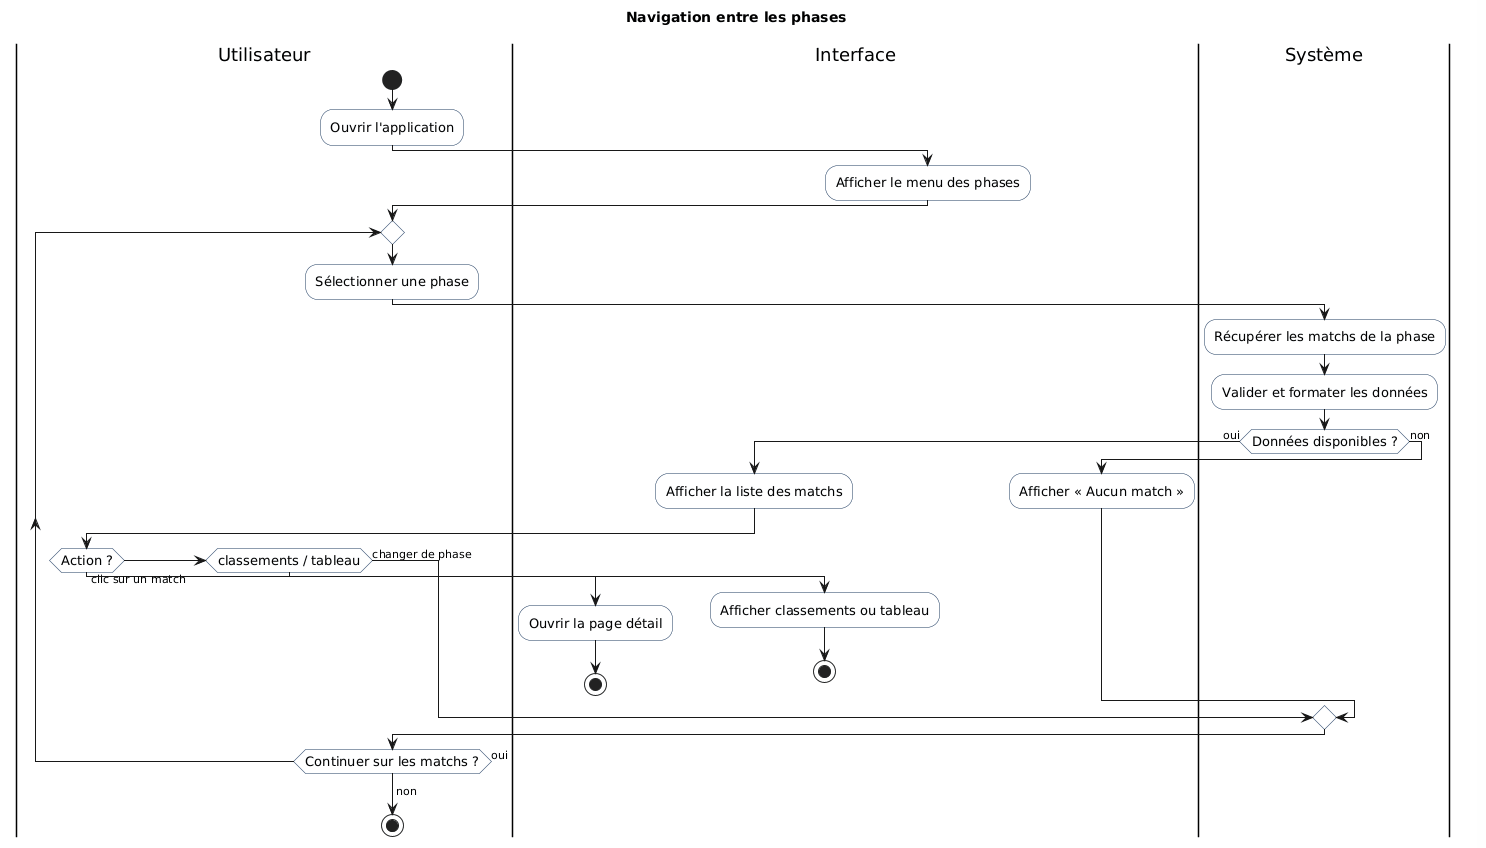 Navigation entre les phases
Utilisateur
Interface
Système
Ouvrir l'application
Afficher le menu des phases
Sélectionner une phase
Récupérer les matchs de la phase
Valider et formater les données
oui
Données disponibles ?
non
Afficher la liste des matchs
Afficher « Aucun match »
Action ?
classements / tableau
changer de phase
clic sur un match
Ouvrir la page détail
Afficher classements ou tableau
Continuer sur les matchs ?
oui
non